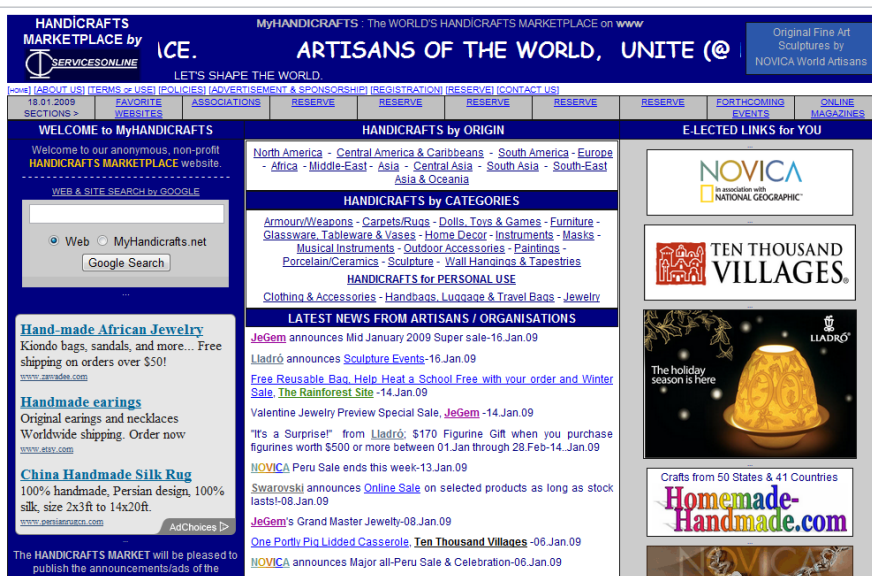 HANDİCRAFTS
MARKETPLACE by
SERVICESONLINE
MyHANDICRAFTS : The WORLD'S HANDİCRAFTS MARKETPLACE on www
ACE. ARTISANS OF THE WORLD, UNITE (@
LET'S SHAPE THE WORLD.
Original Fine Art
Sculptures by
NOVICA World Artisans
[HOME] [ABOUT US] [TERMS OF USE] [POLICIES] [ADVERTISEMENT & SPONSORSHIP] [REGISTRATION] [RESERVE] [CONTACT US]
18.01.2009 FAVORITE ASSOCIATIONS RESERVE RESERVE RESERVE RESERVE RESERVE FORTHCOMING ONLINE
SECTIONS > WEBSITES EVENTS MAGAZINES
WELCOME to MyHANDICRAFTS
Welcome to our anonymous, non-profit
HANDICRAFTS MARKETPLACE website.
WEB & SITE SEARCH by GOOGLE
Web MyHandicrafts.net
Google Search
...
Hand-made African Jewelry
Kiondo bags, sandals, and more... Free
shipping on orders over $50!
www.zawadee.com
Handmade earings
Original earings and necklaces
Worldwide shipping. Order now
www.etsy.com
China Handmade Silk Rug
100% handmade, Persian design, 100%
silk, size 2x3ft to 14x20ft.
www.persianrugcn.com
AdChoices
The HANDICRAFTS MARKET will be pleased to
publish the announcements/ads of the
HANDICRAFTS by ORIGIN
North America - Central America & Caribbeans - South America - Europe
- Africa - Middle-East - Asia - Central Asia - South Asia - South-East
Asia & Oceania
HANDICRAFTS by CATEGORIES
Armoury/Weapons - Carpets/Rugs - Dolls, Toys & Games - Furniture -
Glassware, Tableware & Vases - Home Decor - Instruments - Masks -
Musical Instruments - Outdoor Accessories - Paintings -
Porcelain/Ceramics - Sculpture - Wall Hangings & Tapestries
HANDICRAFTS for PERSONAL USE
Clothing & Accessories - Handbags, Luggage & Travel Bags - Jewelry
LATEST NEWS FROM ARTISANS / ORGANISATIONS
JeGem announces Mid January 2009 Super sale-16.Jan.09
Lladró announces Sculpture Events-16.Jan.09
Free Reusable Bag, Help Heat a School Free with your order and Winter
Sale, The Rainforest Site -14.Jan.09
Valentine Jewelry Preview Special Sale, JeGem -14.Jan.09
"It's a Surprise!" from Lladró; $170 Figurine Gift when you purchase
figurines worth $500 or more between 01.Jan through 28.Feb-14..Jan.09
NOVICA Peru Sale ends this week-13.Jan.09
Swarovski announces Online Sale on selected products as long as stock
lasts!-08.Jan.09
JeGem's Grand Master Jewelty-08.Jan.09
One Portly Pig Lidded Casserole, Ten Thousand Villages -06.Jan.09
NOVICA announces Major all-Peru Sale & Celebration-06.Jan.09
E-LECTED LINKS for YOU
NOVICA
in association with
NATIONAL GEOGRAPHIC
TEN THOUSAND
VILLAGES®
LLADRÓ
The holiday
season is here
Crafts from 50 States & 41 Countries
Homemade-
Handmade.com
NOVICA